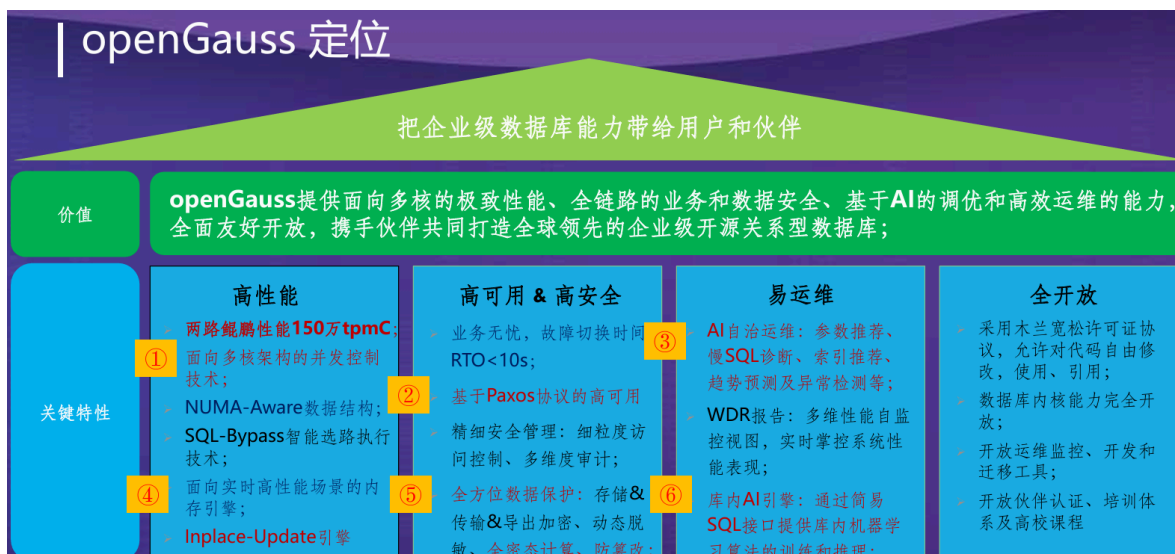 openGauss 定位
把企业级数据库能力带给用户和伙伴
价值
openGauss提供面向多核的极致性能、全链路的业务和数据安全、基于AI的调优和高效运维的能力，
全面友好开放，携手伙伴共同打造全球领先的企业级开源关系型数据库；
关键特性
高性能
两路鲲鹏性能150万tpmC；
①
面向多核架构的并发控制
技术；
NUMA-Aware数据结构；
SQL-Bypass智能选路执行
技术；
④
面向实时高性能场景的内
存引擎；
Inplace-Update引擎
高可用 & 高安全
业务无忧，故障切换时间
RTO<10s；
②
基于Paxos协议的高可用
精细安全管理：细粒度访
问控制、多维度审计；
⑤
全方位数据保护：存储&
传输&导出加密、动态脱
敏、全密态计算、防篡改；
易运维
③
AI自治运维：参数推荐、
慢SQL诊断、索引推荐、
趋势预测及异常检测等；
WDR报告：多维性能自监
控视图，实时掌控系统性
能表现；
⑥
库内AI引擎：通过简易
SQL接口提供库内机器学
习算法的训练和推理；
全开放
采用木兰宽松许可证协
议，允许对代码自由修
改，使用、引用；
数据库内核能力完全开
放；
开放运维监控、开发和
迁移工具；
开放伙伴认证、培训体
系及高校课程